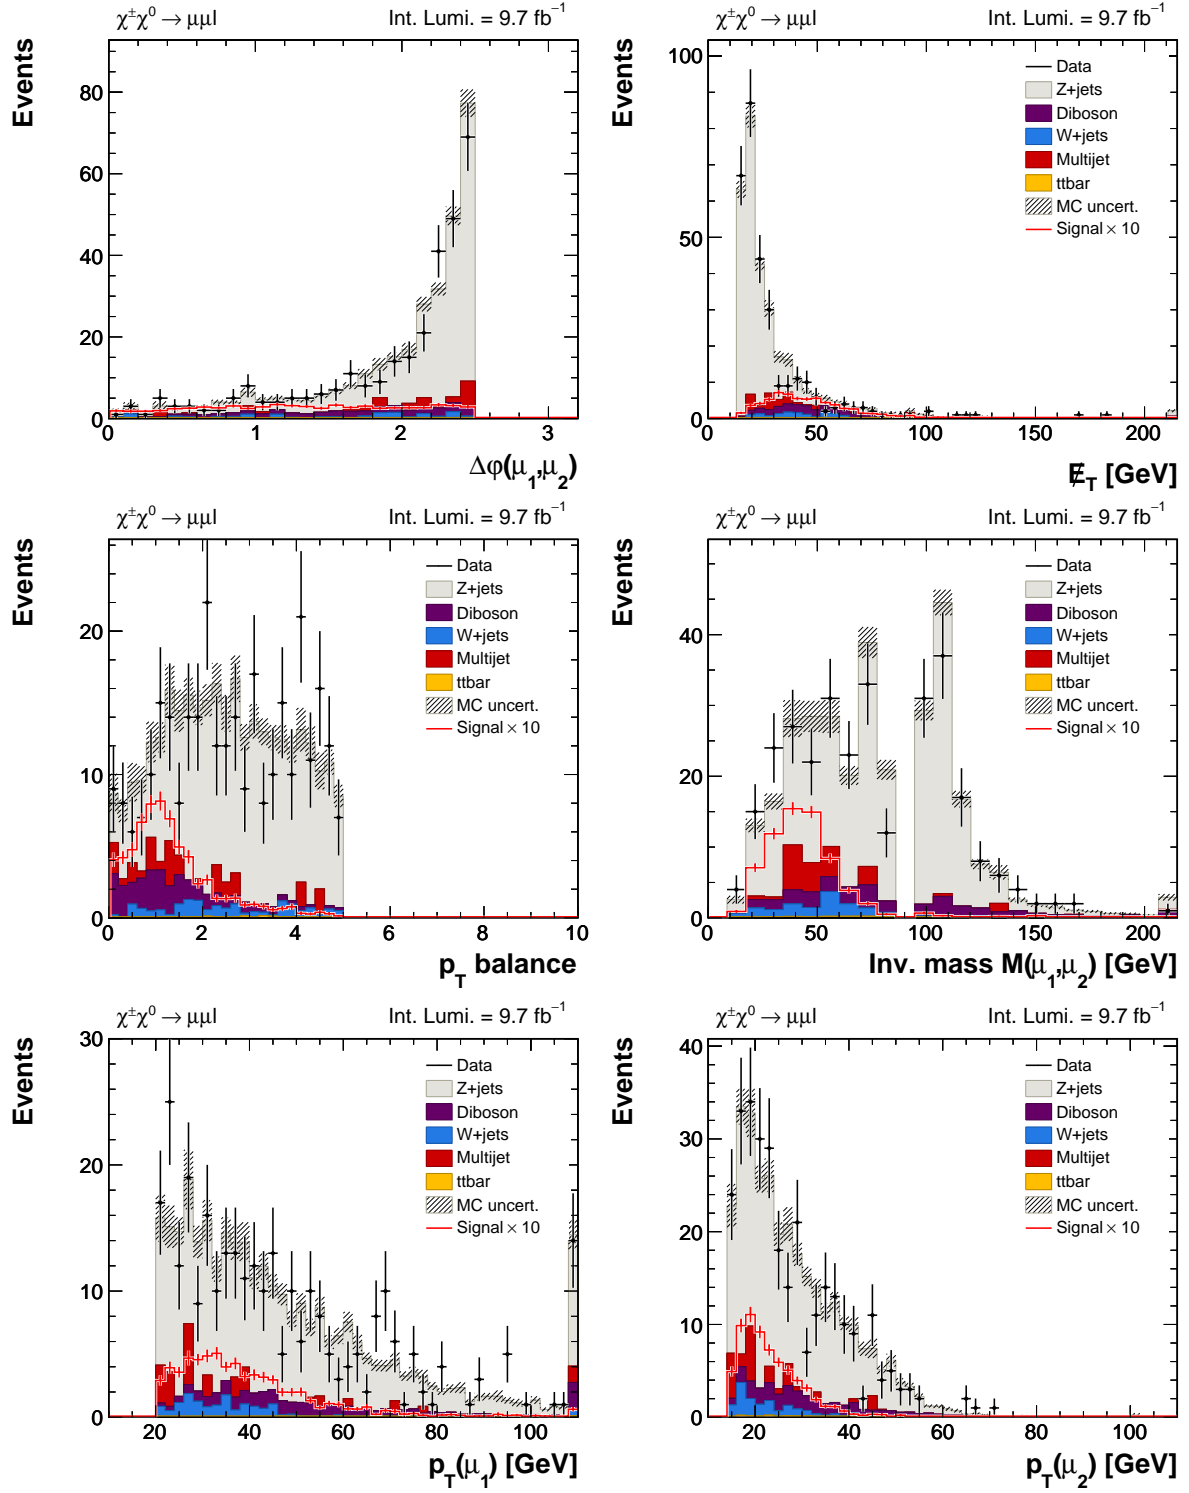 χ±χ0 → μμl Int. Lumi. = 9.7 fb−1
Events
80
60
40
20
0
0 1 2 3
Δφ(μ1,μ2)
χ±χ0 → μμl Int. Lumi. = 9.7 fb−1
Events
100
50
0
Data
Z+jets
Diboson
W+jets
Multijet
ttbar
MC uncert.
Signal × 10
0 50 100 150 200
E̸T [GeV]
χ±χ0 → μμl Int. Lumi. = 9.7 fb−1
Events
20
10
0
Data
Z+jets
Diboson
W+jets
Multijet
ttbar
MC uncert.
Signal × 10
0 2 4 6 8 10
pT balance
χ±χ0 → μμl Int. Lumi. = 9.7 fb−1
Events
40
20
0
Data
Z+jets
Diboson
W+jets
Multijet
ttbar
MC uncert.
Signal × 10
0 50 100 150 200
Inv. mass M(μ1,μ2) [GeV]
χ±χ0 → μμl Int. Lumi. = 9.7 fb−1
Events
30
20
10
0
Data
Z+jets
Diboson
W+jets
Multijet
ttbar
MC uncert.
Signal × 10
20 40 60 80 100
pT(μ1) [GeV]
χ±χ0 → μμl Int. Lumi. = 9.7 fb−1
Events
40
30
20
10
0
Data
Z+jets
Diboson
W+jets
Multijet
ttbar
MC uncert.
Signal × 10
20 40 60 80 100
pT(μ2) [GeV]